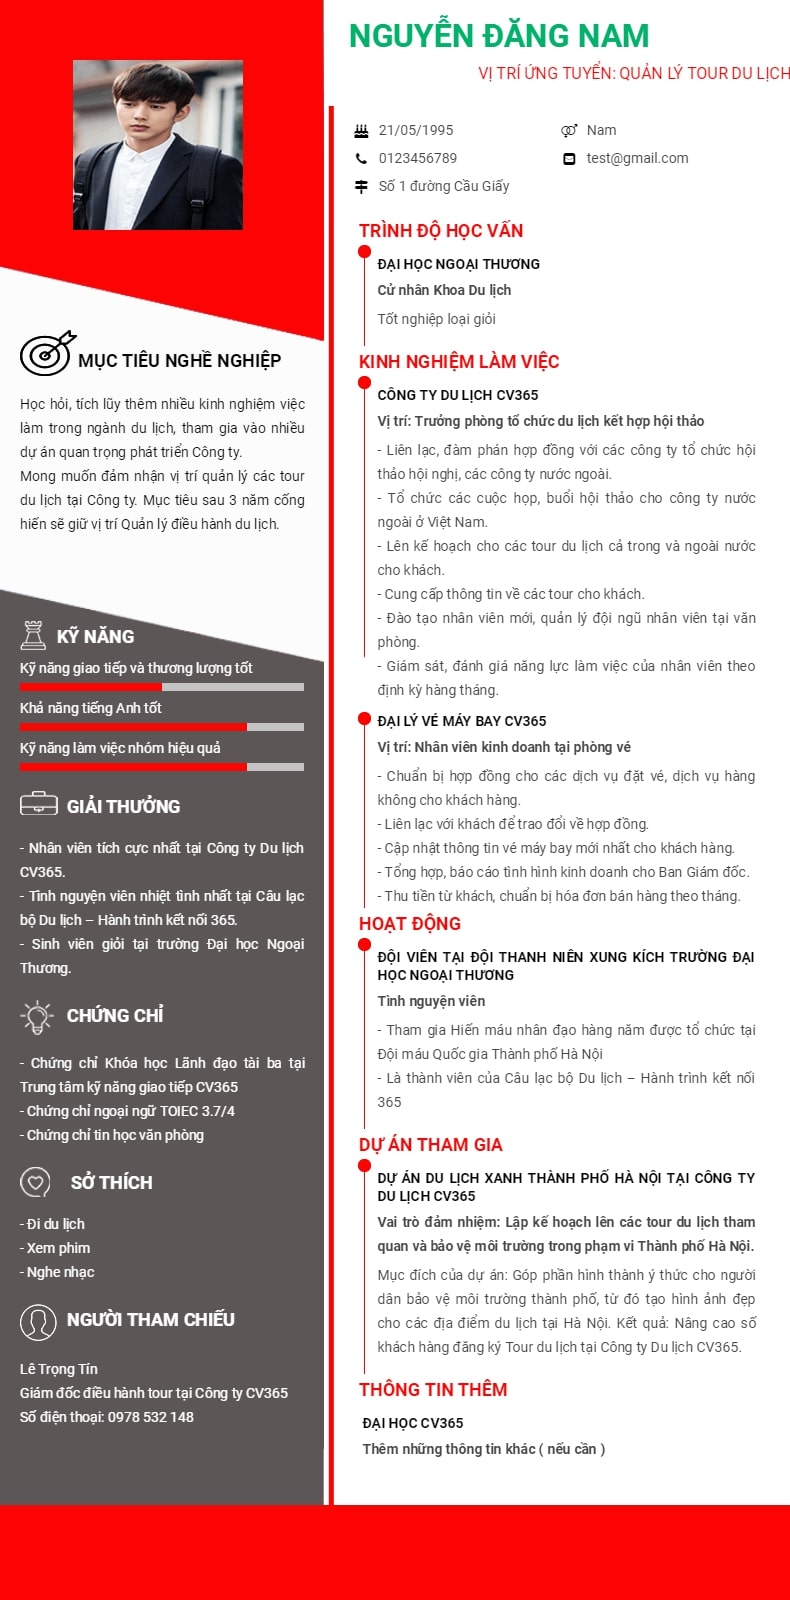 NGUYỄN ĐĂNG NAM
VỊ TRÍ ỨNG TUYỂN: QUẢN LÝ TOUR DU LỊCH
21/05/1995
Nam
0123456789
test@gmail.com
Số 1 đường Cầu Giấy
MỤC TIÊU NGHỀ NGHIỆP
Học hỏi, tích lũy thêm nhiều kinh nghiệm việc
làm trong ngành du lịch, tham gia vào nhiều
dự án quan trọng phát triển Công ty.
Mong muốn đảm nhận vị trí quản lý các tour
du lịch tại Công ty. Mục tiêu sau 3 năm cống
hiến sẽ giữ vị trí Quản lý điều hành du lịch.
KỸ NĂNG
Kỹ năng giao tiếp và thương lượng tốt
Khả năng tiếng Anh tốt
Kỹ năng làm việc nhóm hiệu quả
GIẢI THƯỞNG
- Nhân viên tích cực nhất tại Công ty Du lịch
CV365.
- Tình nguyện viên nhiệt tình nhất tại Câu lạc
bộ Du lịch – Hành trình kết nối 365.
- Sinh viên giỏi tại trường Đại học Ngoại
Thương.
CHỨNG CHỈ
- Chứng chỉ Khóa học Lãnh đạo tài ba tại
Trung tâm kỹ năng giao tiếp CV365
- Chứng chỉ ngoại ngữ TOIEC 3.7/4
- Chứng chỉ tin học văn phòng
SỞ THÍCH
- Đi du lịch
- Xem phim
- Nghe nhạc
NGƯỜI THAM CHIẾU
Lê Trọng Tín
Giám đốc điều hành tour tại Công ty CV365
Số điện thoại: 0978 532 148
TRÌNH ĐỘ HỌC VẤN
ĐẠI HỌC NGOẠI THƯƠNG
Cử nhân Khoa Du lịch
Tốt nghiệp loại giỏi
KINH NGHIỆM LÀM VIỆC
CÔNG TY DU LỊCH CV365
Vị trí: Trưởng phòng tổ chức du lịch kết hợp hội thảo
- Liên lạc, đàm phán hợp đồng với các công ty tổ chức hội
thảo hội nghị, các công ty nước ngoài.
- Tổ chức các cuộc họp, buổi hội thảo cho công ty nước
ngoài ở Việt Nam.
- Lên kế hoạch cho các tour du lịch cả trong và ngoài nước
cho khách.
- Cung cấp thông tin về các tour cho khách.
- Đào tạo nhân viên mới, quản lý đội ngũ nhân viên tại văn
phòng.
- Giám sát, đánh giá năng lực làm việc của nhân viên theo
định kỳ hàng tháng.
ĐẠI LÝ VÉ MÁY BAY CV365
Vị trí: Nhân viên kinh doanh tại phòng vé
- Chuẩn bị hợp đồng cho các dịch vụ đặt vé, dịch vụ hàng
không cho khách hàng.
- Liên lạc với khách để trao đổi về hợp đồng.
- Cập nhật thông tin vé máy bay mới nhất cho khách hàng.
- Tổng hợp, báo cáo tình hình kinh doanh cho Ban Giám đốc.
- Thu tiền từ khách, chuẩn bị hóa đơn bán hàng theo tháng.
HOẠT ĐỘNG
ĐỘI VIÊN TẠI ĐỘI THANH NIÊN XUNG KÍCH TRƯỜNG ĐẠI
HỌC NGOẠI THƯƠNG
Tình nguyện viên
- Tham gia Hiến máu nhân đạo hàng năm được tổ chức tại
Đội máu Quốc gia Thành phố Hà Nội
- Là thành viên của Câu lạc bộ Du lịch – Hành trình kết nối
365
DỰ ÁN THAM GIA
DỰ ÁN DU LỊCH XANH THÀNH PHỐ HÀ NỘI TẠI CÔNG TY
DU LỊCH CV365
Vai trò đảm nhiệm: Lập kế hoạch lên các tour du lịch tham
quan và bảo vệ môi trường trong phạm vi Thành phố Hà Nội.
Mục đích của dự án: Góp phần hình thành ý thức cho người
dân bảo vệ môi trường thành phố, từ đó tạo hình ảnh đẹp
cho các địa điểm du lịch tại Hà Nội. Kết quả: Nâng cao số
khách hàng đăng ký Tour du lịch tại Công ty Du lịch CV365.
THÔNG TIN THÊM
ĐẠI HỌC CV365
Thêm những thông tin khác ( nếu cần )